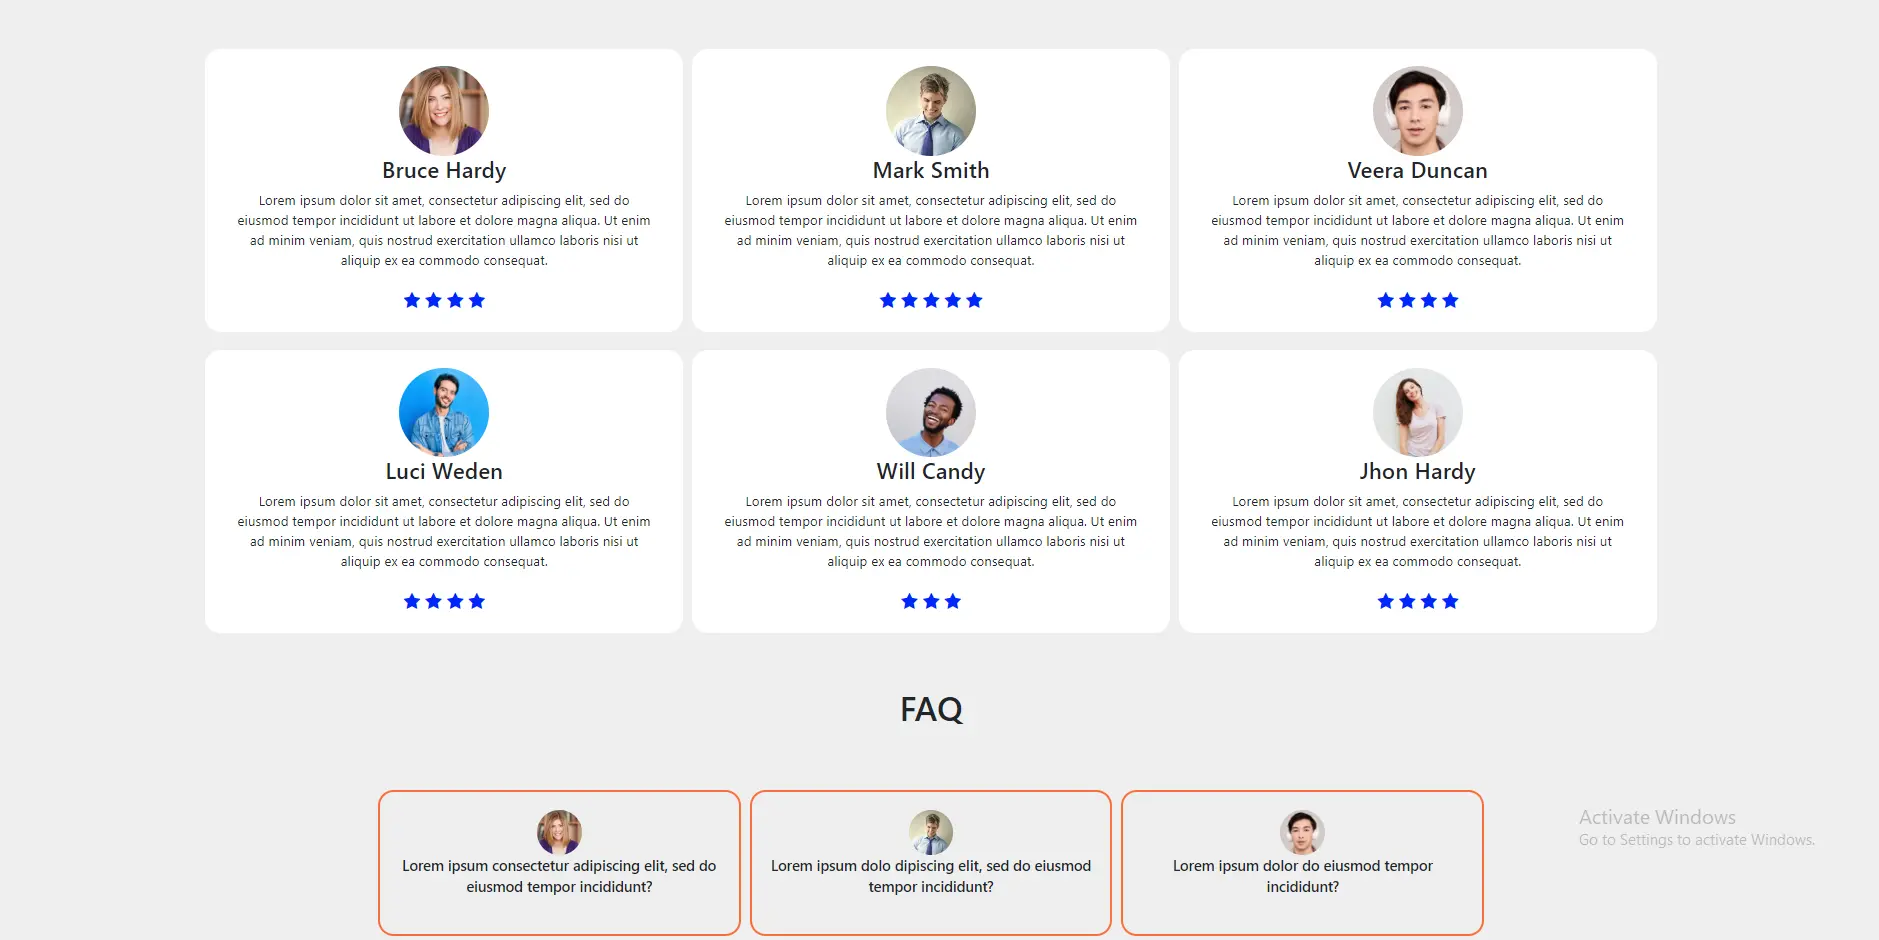 Bruce Hardy
Lorem ipsum dolor sit amet, consectetur adipiscing elit, sed do
eiusmod tempor incididunt ut labore et dolore magna aliqua. Ut enim
ad minim veniam, quis nostrud exercitation ullamco laboris nisi ut
aliquip ex ea commodo consequat.
Mark Smith
Lorem ipsum dolor sit amet, consectetur adipiscing elit, sed do
eiusmod tempor incididunt ut labore et dolore magna aliqua. Ut enim
ad minim veniam, quis nostrud exercitation ullamco laboris nisi ut
aliquip ex ea commodo consequat.
Veera Duncan
Lorem ipsum dolor sit amet, consectetur adipiscing elit, sed do
eiusmod tempor incididunt ut labore et dolore magna aliqua. Ut enim
ad minim veniam, quis nostrud exercitation ullamco laboris nisi ut
aliquip ex ea commodo consequat.
Luci Weden
Lorem ipsum dolor sit amet, consectetur adipiscing elit, sed do
eiusmod tempor incididunt ut labore et dolore magna aliqua. Ut enim
ad minim veniam, quis nostrud exercitation ullamco laboris nisi ut
aliquip ex ea commodo consequat.
Will Candy
Lorem ipsum dolor sit amet, consectetur adipiscing elit, sed do
eiusmod tempor incididunt ut labore et dolore magna aliqua. Ut enim
ad minim veniam, quis nostrud exercitation ullamco laboris nisi ut
aliquip ex ea commodo consequat.
Jhon Hardy
Lorem ipsum dolor sit amet, consectetur adipiscing elit, sed do
eiusmod tempor incididunt ut labore et dolore magna aliqua. Ut enim
ad minim veniam, quis nostrud exercitation ullamco laboris nisi ut
aliquip ex ea commodo consequat.
FAQ
Lorem ipsum consectetur adipiscing elit, sed do
eiusmod tempor incididunt?
Lorem ipsum dolo dipiscing elit, sed do eiusmod
tempor incididunt?
Lorem ipsum dolor do eiusmod tempor
incididunt?
Activate Windows
Go to Settings to activate Windows.